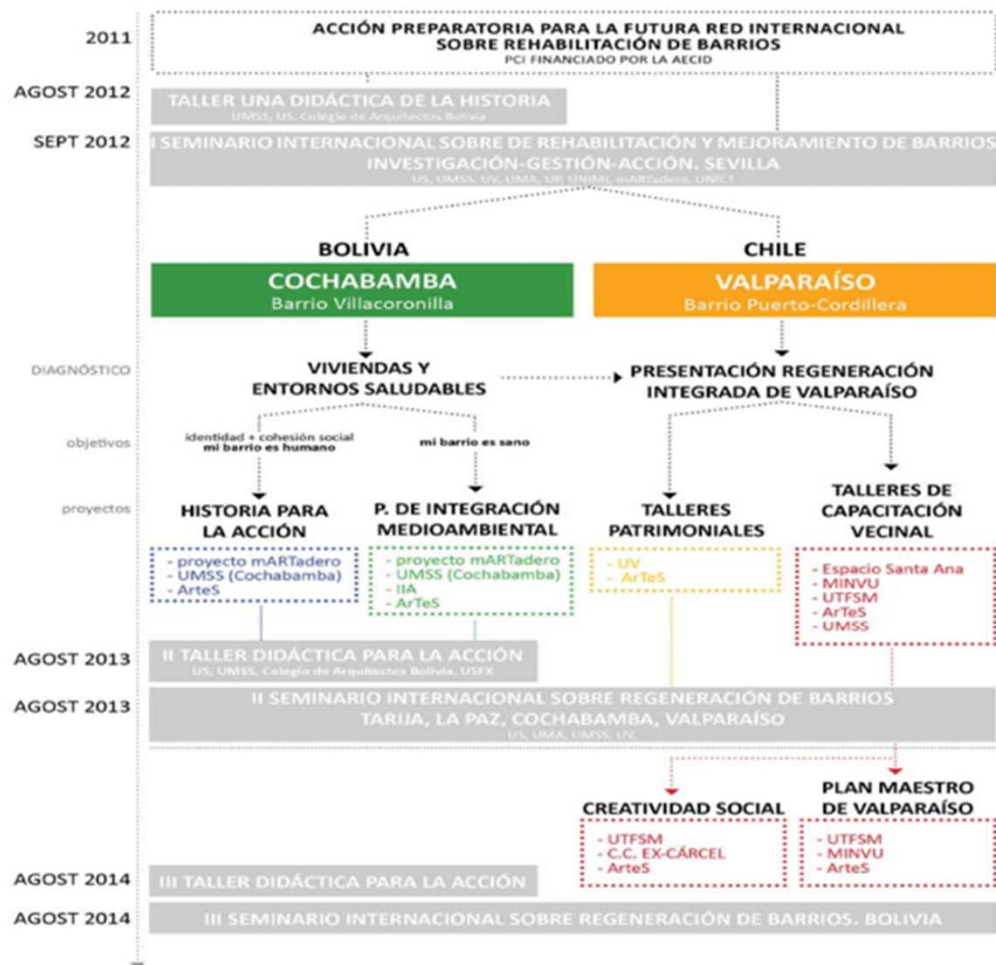 2011
ACCIÓN PREPARATORIA PARA LA FUTURA RED INTERNACIONAL
SOBRE REHABILITACIÓN DE BARRIOS
PCI FINANCIADO POR LA AECID
AGOST 2012
TALLER UNA DIDÁCTICA DE LA HISTORIA
UMSS, US. Colegio de Arquitectos Bolivia
SEPT 2012
I SEMINARIO INTERNACIONAL SOBRE DE REHABILITACIÓN Y MEJORAMIENTO DE BARRIOS
INVESTIGACIÓN-GESTIÓN-ACCIÓN. SEVILLA
US, UMSS, UV, UMA, UP, UNIMI, mARTadero, UNICT
BOLIVIA
CHILE
COCHABAMBA
Barrio Villacoronilla
VALPARAÍSO
Barrio Puerto-Cordillera
DIAGNÓSTICO
VIVIENDAS Y
ENTORNOS SALUDABLES
PRESENTACIÓN REGENERACIÓN
INTEGRADA DE VALPARAÍSO
objetivos
identidad + cohesión social
mi barrio es humano
mi barrio es sano
proyectos
HISTORIA PARA
LA ACCIÓN
P. DE INTEGRACIÓN
MEDIOAMBIENTAL
TALLERES
PATRIMONIALES
TALLERES DE
CAPACITACIÓN
VECINAL
- proyecto mARTadero
- UMSS (Cochabamba)
- ArteS
- proyecto mARTadero
- UMSS (Cochabamba)
- IIA
- ArTeS
- UV
- ArTeS
- Espacio Santa Ana
- MINVU
- UTFSM
- ArTeS
- UMSS
AGOST 2013
II TALLER DIDÁCTICA PARA LA ACCIÓN
US, UMSS, Colegio de Arquitectos Bolivia, USFX
AGOST 2013
II SEMINARIO INTERNACIONAL SOBRE REGENERACIÓN DE BARRIOS
TARIJA, LA PAZ, COCHABAMBA, VALPARAÍSO
US, UMA, UMSS, UV,
CREATIVIDAD SOCIAL
PLAN MAESTRO
DE VALPARAÍSO
- UTFSM
- C.C. EX-CÁRCEL
- ArteS
- UTFSM
- MINVU
- ArteS
AGOST 2014
III TALLER DIDÁCTICA PARA LA ACCIÓN
AGOST 2014
III SEMINARIO INTERNACIONAL SOBRE REGENERACIÓN DE BARRIOS. BOLIVIA